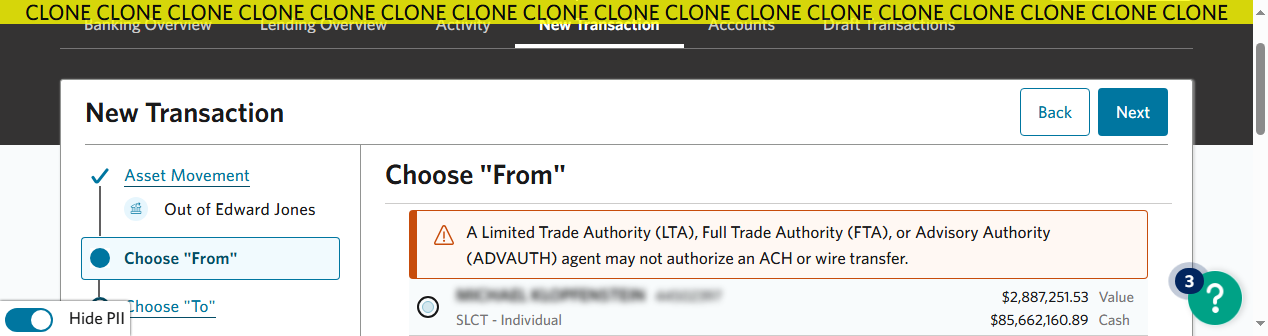 CLONE CLONE CLONE CLONE CLONE CLONE CLONE CLONE CLONE CLONE CLONE CLONE CLONE CLONE CLONE CLONE CLONE
Banking Overview Lending Overview Activity New Transaction Accounts Draft Transactions
New Transaction
Back Next
Asset Movement
Out of Edward Jones
Choose "From"
Choose "To"
Hide PII
Choose "From"
A Limited Trade Authority (LTA), Full Trade Authority (FTA), or Advisory Authority
(ADVAUTH) agent may not authorize an ACH or wire transfer.
$2,887,251.53 Value
SLCT - Individual $85,662,160.89 Cash
3
?